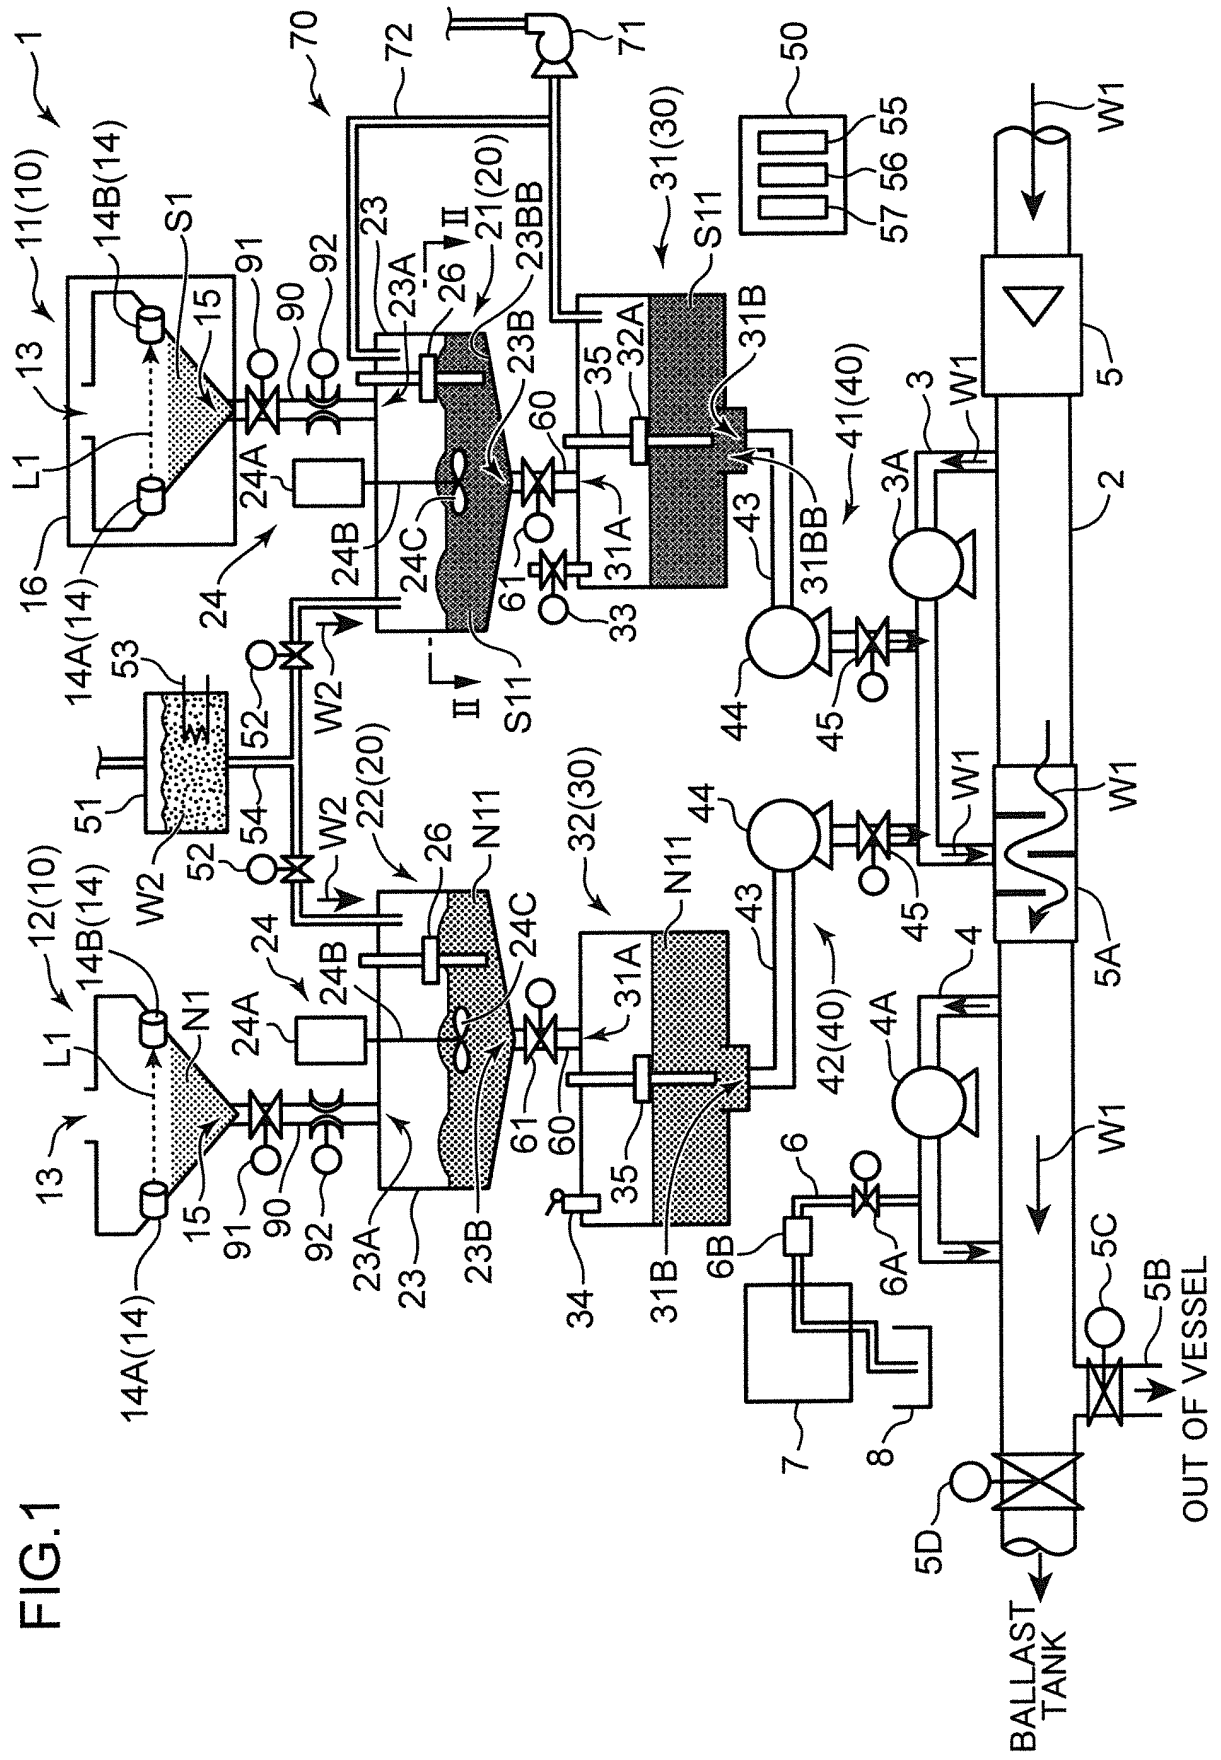 FIG.1
1
11(10)
14B(14)
S1
13
L1
16
14A(14)
15
91
90
92
12(10)
14B(14)
N1
L1
13
14A(14)
15
91
90
92
51
W2
53
54
52
52
W2
W2
24
24A
24B
24C
23A
23
26
II
II
21(20)
23BB
23B
S11
70
72
71
24
24A
24B
24C
22(20)
26
N11
23A
23
23B
61
60
61
60
33
31A
35
32A
31(30)
S11
31B
31BB
34
35
31A
32(30)
N11
31B
50
55
56
57
43
44
45
41(40)
43
44
45
42(40)
3
3A
W1
W1
W1
W1
W1
2
5
5A
4
4A
6
6A
6B
7
8
5B
5C
5D
OUT OF VESSEL
BALLAST
TANK